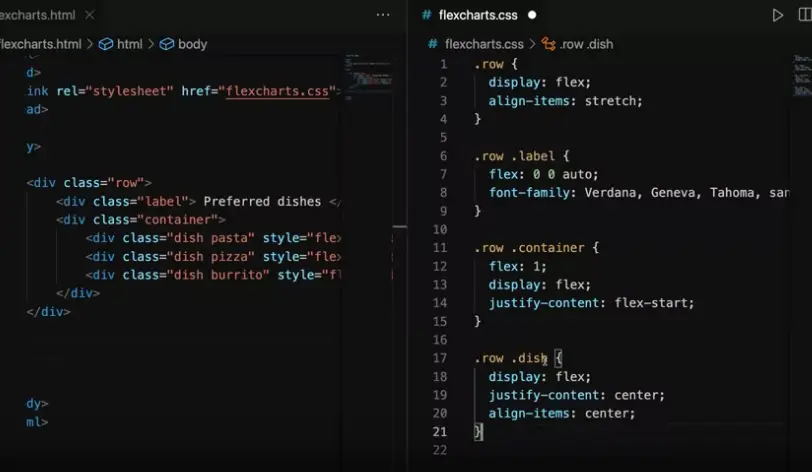 lexcharts.html
flexcharts.html > html > body
d>
ink rel="stylesheet" href="flexcharts.css">
ad>
y>
<div class="row">
<div class="label"> Preferred dishes </
<div class="container">
<div class="dish pasta" style="flex
<div class="dish pizza" style="flex
<div class="dish burrito" style="fl
</div>
</div>
dy>
ml>
# flexcharts.css
# flexcharts.css > .row .dish
1 .row {
2 display: flex;
3 align-items: stretch;
4 }
5
6 .row .label {
7 flex: 0 0 auto;
8 font-family: Verdana, Geneva, Tahoma, san
9 }
10
11 .row .container {
12 flex: 1;
13 display: flex;
14 justify-content: flex-start;
15 }
16
17 .row .dish {
18 display: flex;
19 justify-content: center;
20 align-items: center;
21 }
22